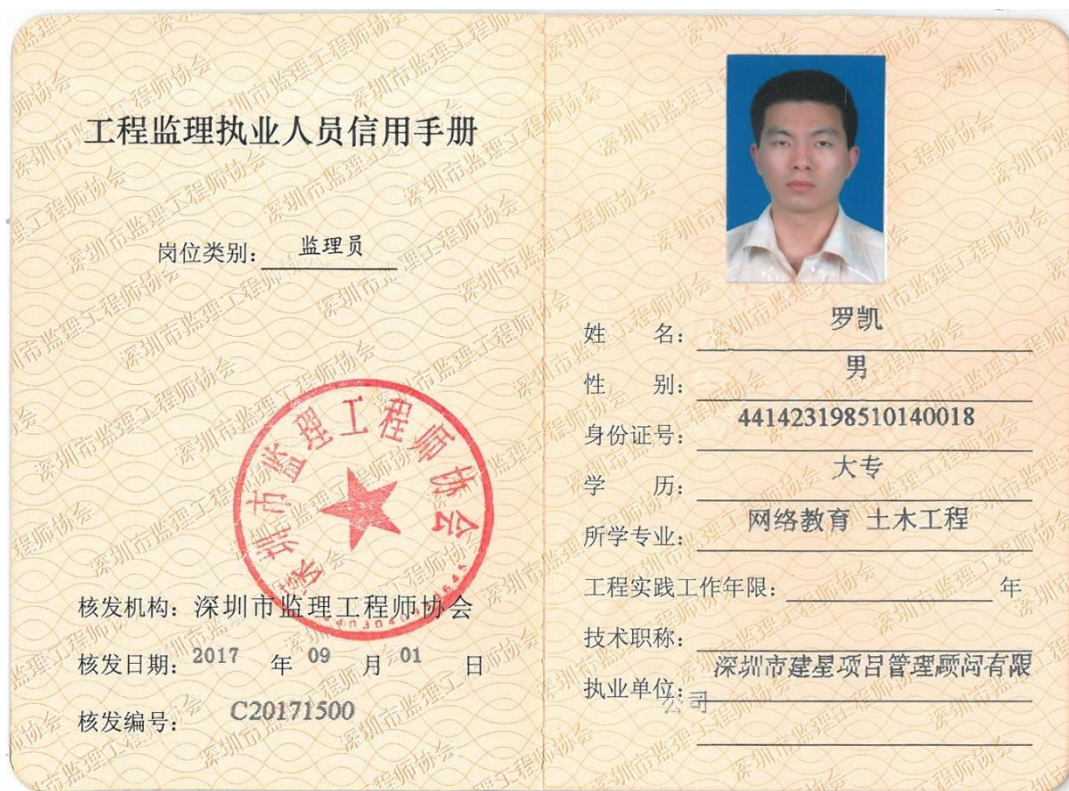 工程监理执业人员信用手册
岗位类别: 监理员
深圳市监理工程师协会
核发机构: 深圳市监理工程师协会
核发日期: 2017 年 09 月 01 日
核发编号: C20171500
姓 名: 罗凯
性 别: 男
身份证号: 441423198510140018
学 历: 大专
所学专业: 网络教育 土木工程
工程实践工作年限: 年
技术职称:
执业单位: 深圳市建星项目管理顾问有限
公司